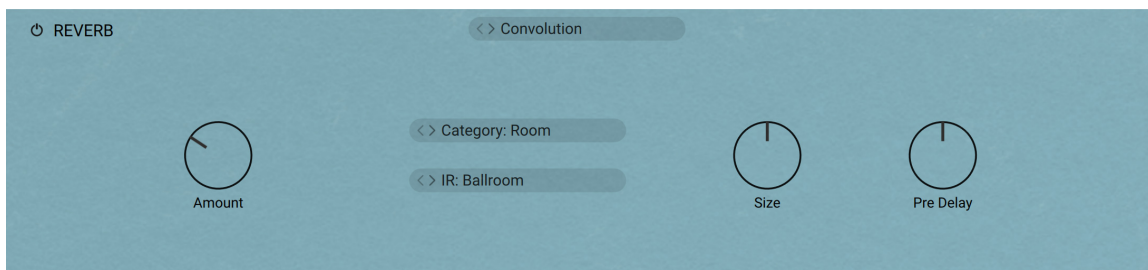 REVERB
< > Convolution
< > Category: Room
< > IR: Ballroom
Amount
Size
Pre Delay